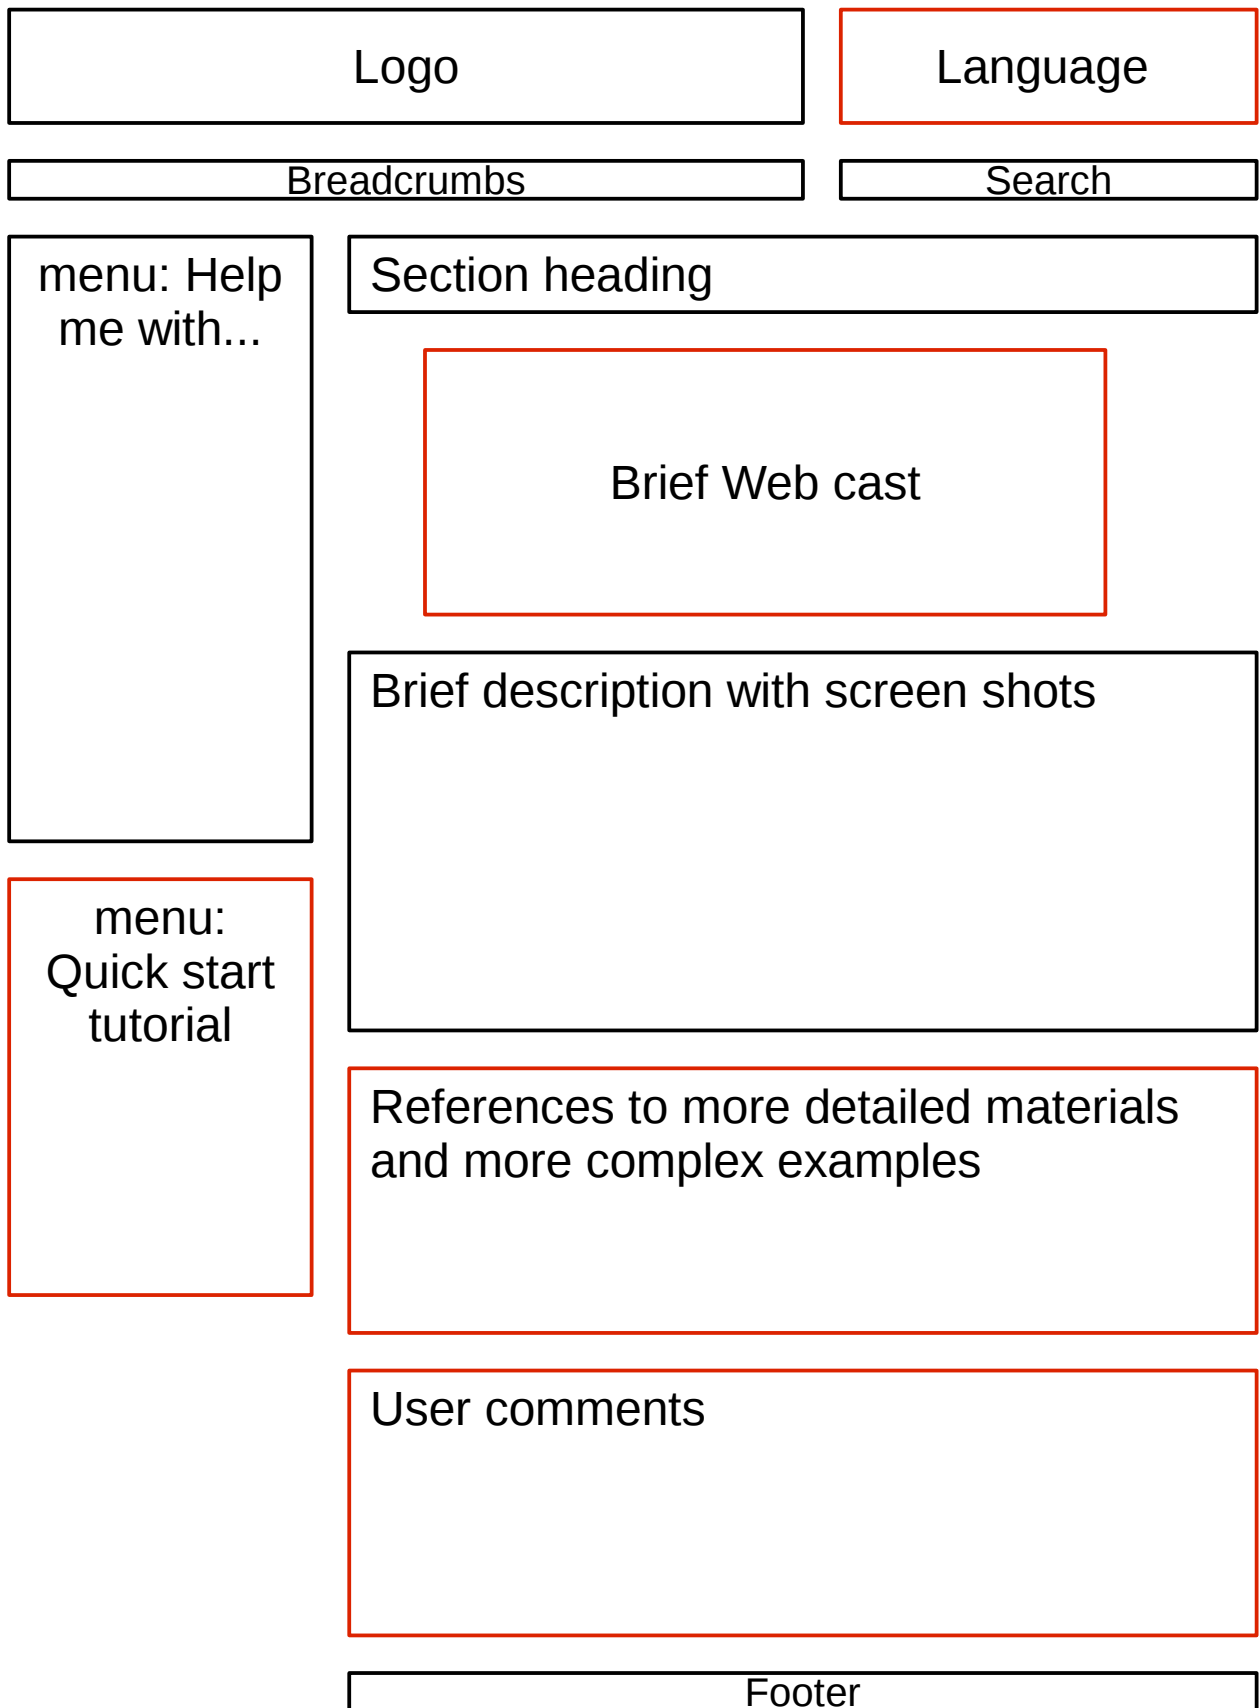 Logo
Language
Breadcrumbs
Search
menu: Help
me with...
Section heading
Brief Web cast
Brief description with screen shots
menu:
Quick start
tutorial
References to more detailed materials
and more complex examples
User comments
Footer